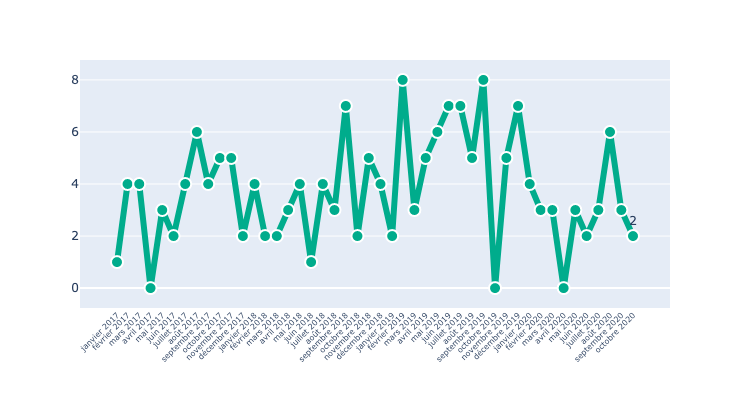 8
6
4
2
2
0
janvier 2017
février 2017
mars 2017
avril 2017
mai 2017
juin 2017
juillet 2017
août 2017
septembre 2017
octobre 2017
novembre 2017
décembre 2017
janvier 2018
février 2018
mars 2018
avril 2018
mai 2018
juin 2018
juillet 2018
août 2018
septembre 2018
octobre 2018
novembre 2018
décembre 2018
janvier 2019
février 2019
mars 2019
avril 2019
mai 2019
juin 2019
juillet 2019
août 2019
septembre 2019
octobre 2019
novembre 2019
décembre 2019
janvier 2020
février 2020
mars 2020
avril 2020
mai 2020
juin 2020
juillet 2020
août 2020
septembre 2020
octobre 2020